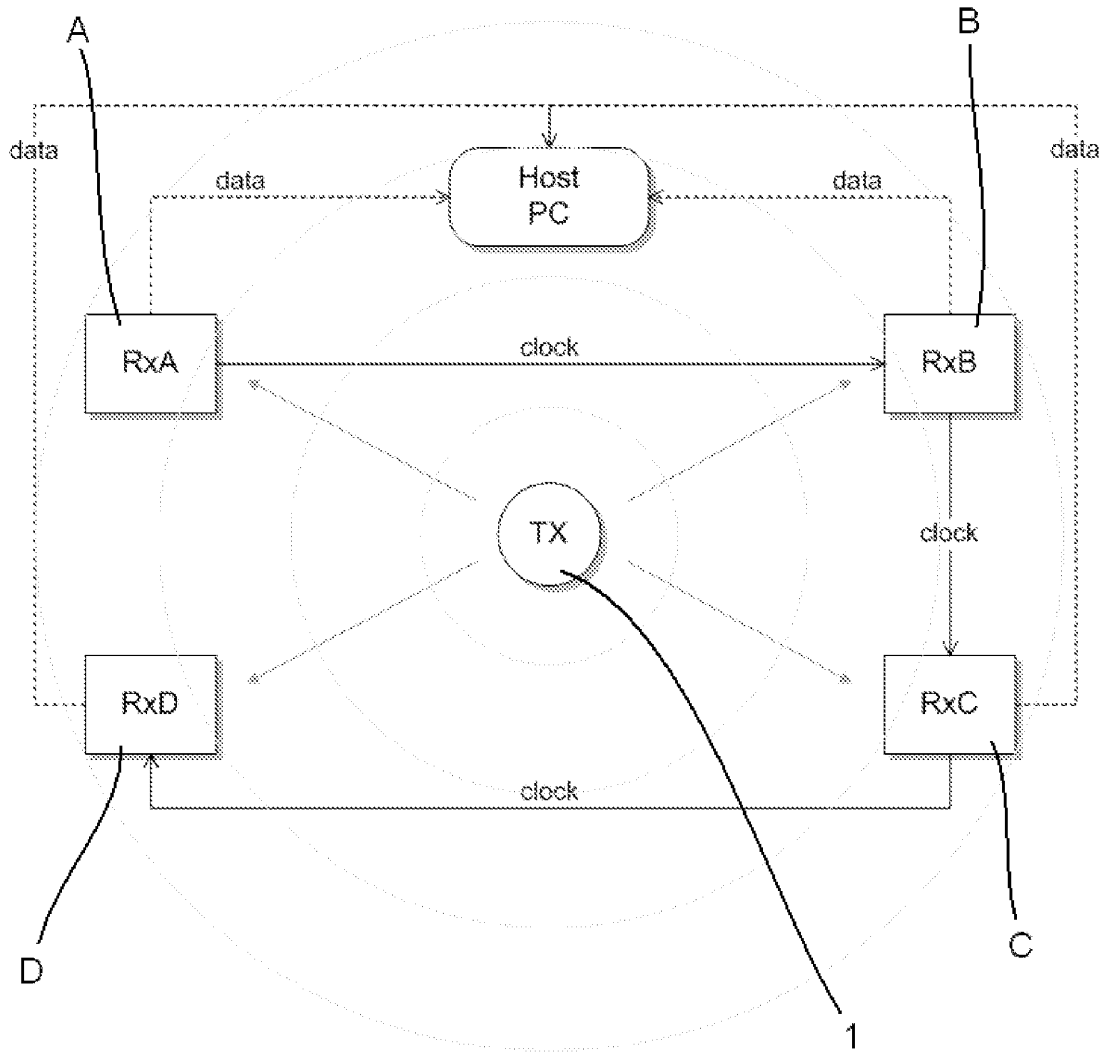 A
B
data
data
Host
PC
data
data
RxA
clock
RxB
TX
clock
RxD
RxC
clock
D
C
1